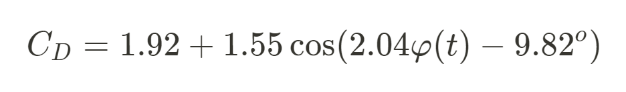 C_D = 1.92 + 1.55 cos(2.04φ(t) − 9.82°)